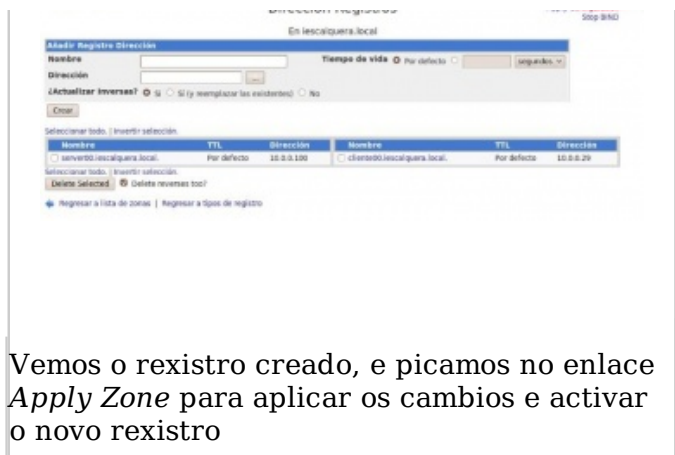 Dirección Registros
Stop BIND
En iescalquera.local
Añadir Registro Dirección
Nombre Tiempo de vida Por defecto segundos
Dirección ...
¿Actualizar inversas? Si Sí (y reemplazar las existentes) No
Crear
Seleccionar todo. | Invertir selección.
Nombre TTL Dirección Nombre TTL Dirección
server00.iescalquera.local. Por defecto 10.0.0.100 cliente00.iescalquera.local. Por defecto 10.0.0.29
Seleccionar todo. | Invertir selección.
Delete Selected Delete reverses too?
Regresar a lista de zonas | Regresar a tipos de registro
Vemos o rexistro creado, e picamos no enlace
Apply Zone para aplicar os cambios e activar
o novo rexistro